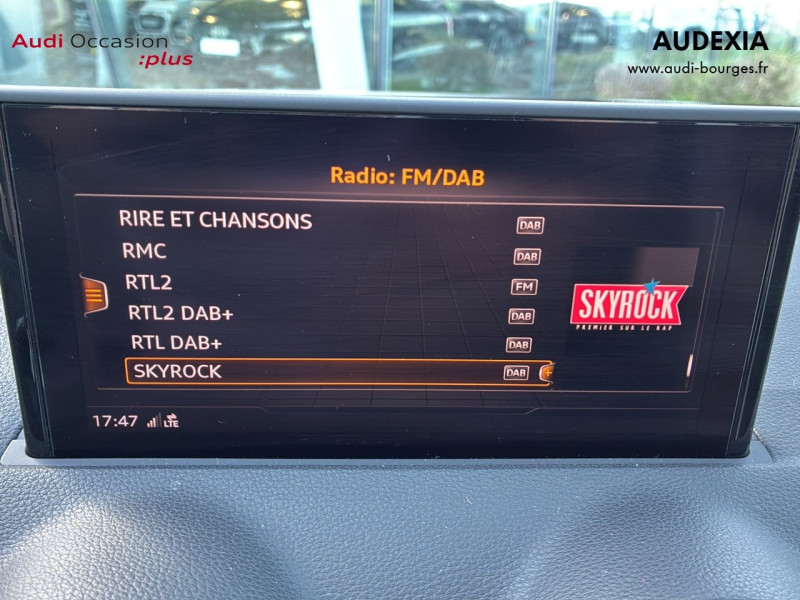 Audi Occasion
:plus
AUDEXIA
www.audi-bourges.fr
Radio: FM/DAB
RIRE ET CHANSONS DAB
RMC DAB
RTL2 FM
RTL2 DAB+ DAB
RTL DAB+ DAB
SKYROCK DAB
SKYROCK
PREMIER SUR LE RAP
17:47 LTE